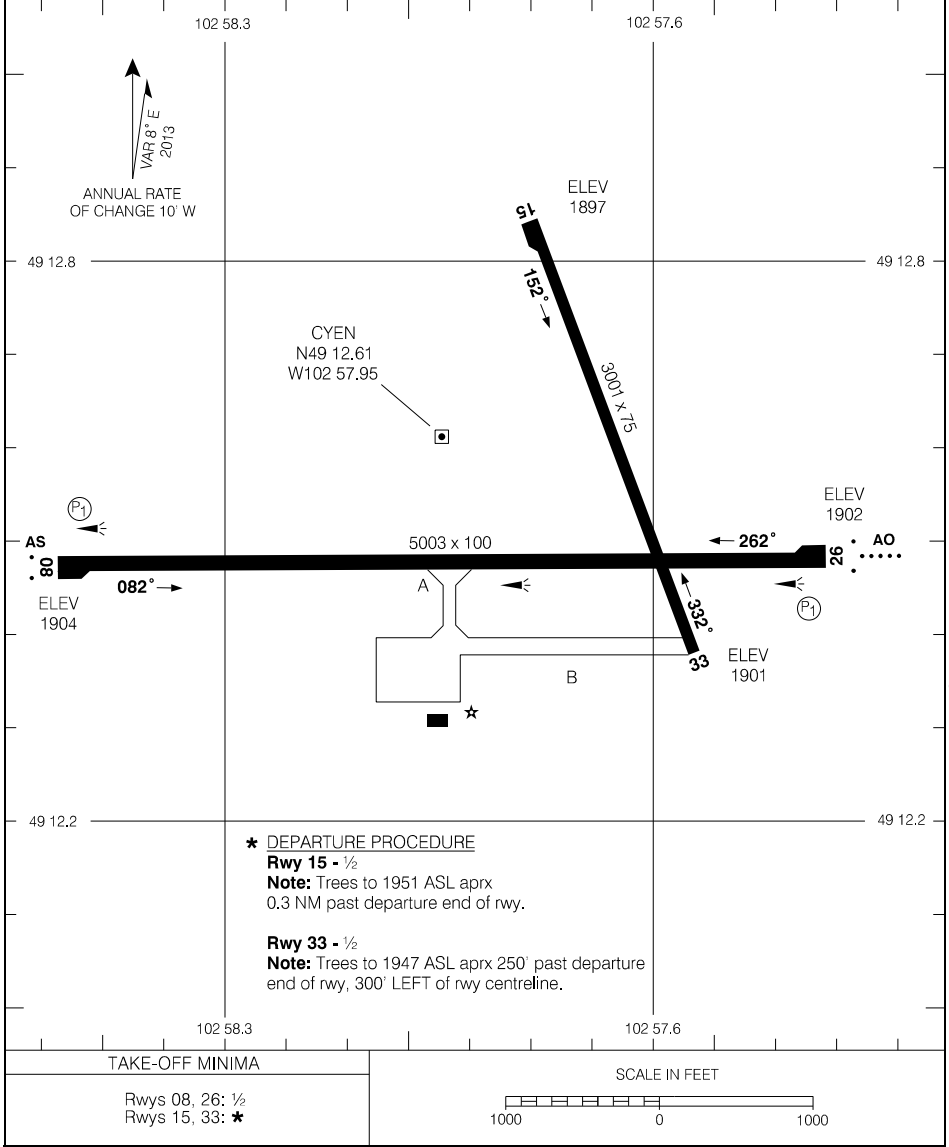 102 58.3
102 57.6
VAR 8° E
2013
ANNUAL RATE
OF CHANGE 10' W
ELEV
1897
15
49 12.8
49 12.8
152°
CYEN
N49 12.61
W102 57.95
3001 x 75
P1
ELEV
1902
AS
08
5003 x 100
262°
26
AO
082°
A
ELEV
1904
332°
P1
33
ELEV
1901
B
49 12.2
49 12.2
* DEPARTURE PROCEDURE
Rwy 15 - ½
Note: Trees to 1951 ASL aprx
0.3 NM past departure end of rwy.
Rwy 33 - ½
Note: Trees to 1947 ASL aprx 250' past departure
end of rwy, 300' LEFT of rwy centreline.
102 58.3
102 57.6
TAKE-OFF MINIMA
Rwys 08, 26: ½
Rwys 15, 33: *
SCALE IN FEET
1000 0 1000